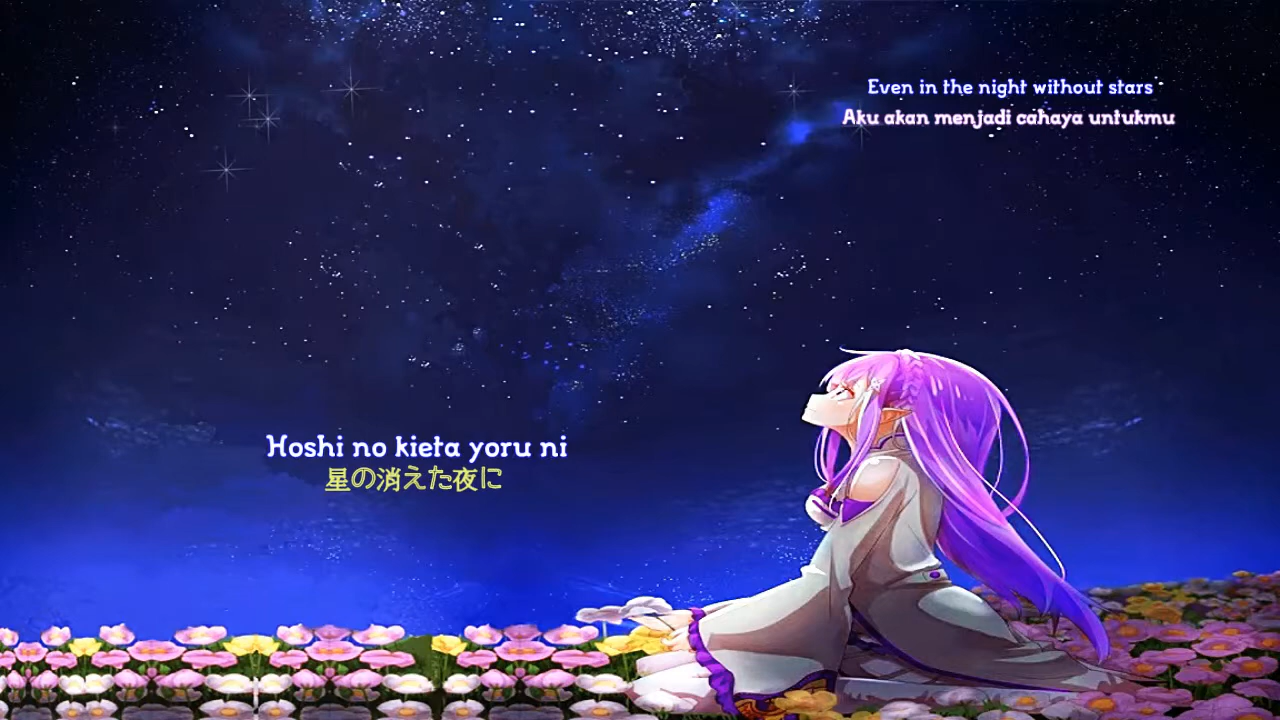 Even in the night without stars
Aku akan menjadi cahaya untukmu
Hoshi no kieta yoru ni
星の消えた夜に